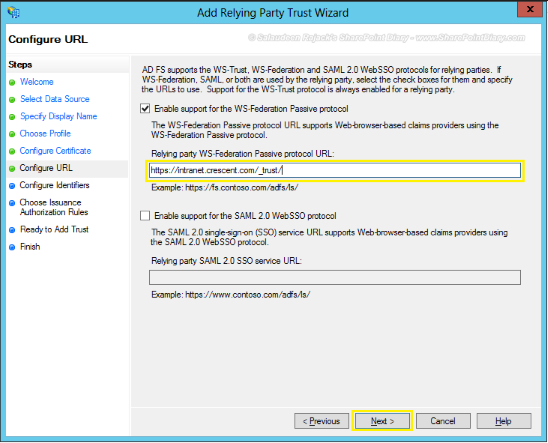 Add Relying Party Trust Wizard
Configure URL
© Salaudeen Rajack's SharePoint Diary - www.SharePointDiary.com
Steps
Welcome
Select Data Source
Specify Display Name
Choose Profile
Configure Certificate
Configure URL
Configure Identifiers
Choose Issuance
Authorization Rules
Ready to Add Trust
Finish
AD FS supports the WS-Trust, WS-Federation and SAML 2.0 WebSSO protocols for relying parties. If
WS-Federation, SAML, or both are used by the relying party, select the check boxes for them and specify
the URLs to use. Support for the WS-Trust protocol is always enabled for a relying party.
Enable support for the WS-Federation Passive protocol
The WS-Federation Passive protocol URL supports Web-browser-based claims providers using the
WS-Federation Passive protocol.
Relying party WS-Federation Passive protocol URL:
https://intranet.crescent.com/_trust/
Example: https://fs.contoso.com/adfs/ls/
Enable support for the SAML 2.0 WebSSO protocol
The SAML 2.0 single-sign-on (SSO) service URL supports Web-browser-based claims providers using
the SAML 2.0 WebSSO protocol.
Relying party SAML 2.0 SSO service URL:
Example: https://www.contoso.com/adfs/ls/
< Previous
Next >
Cancel
Help